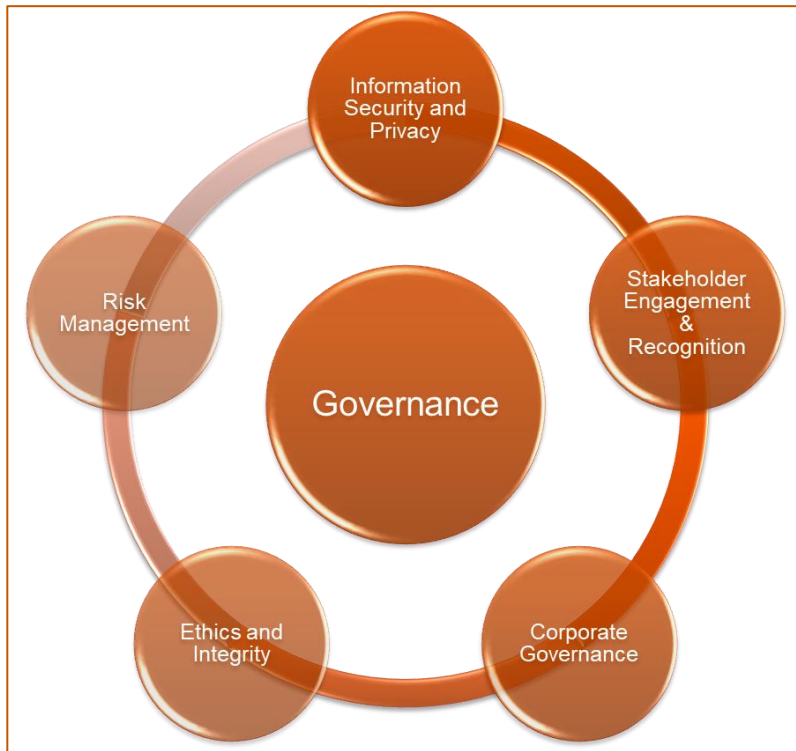 Information
Security and
Privacy
Stakeholder
Engagement
&
Recognition
Corporate
Governance
Ethics and
Integrity
Risk
Management
Governance